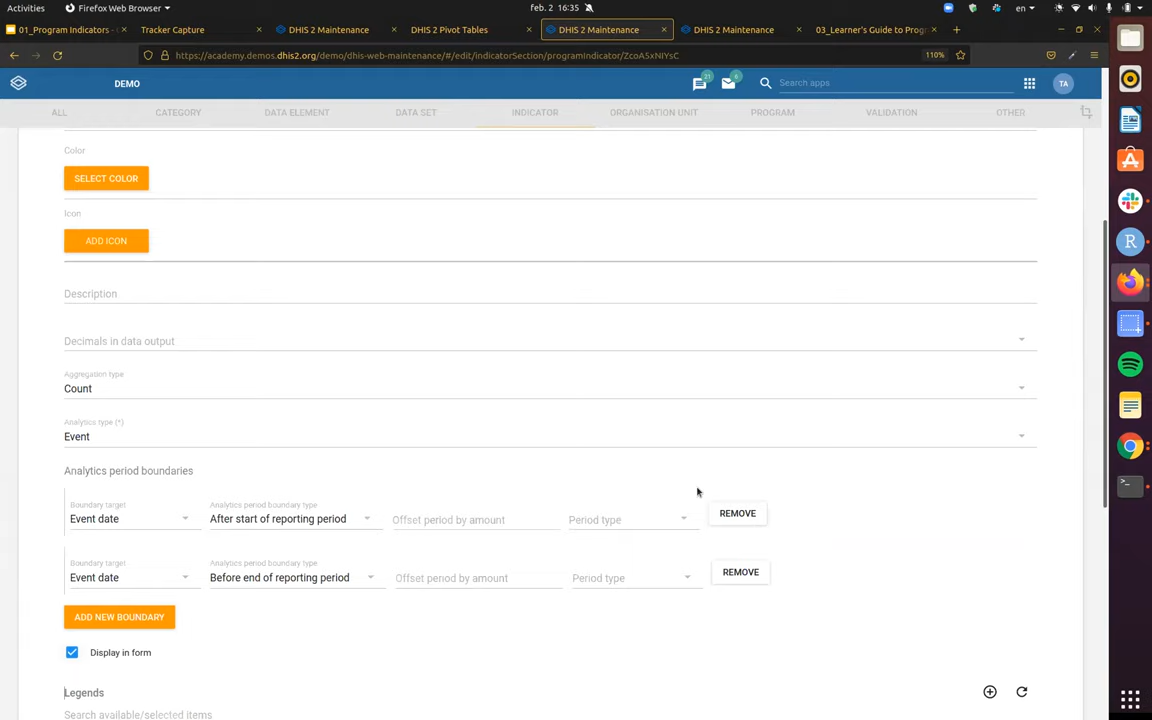 Activities
Firefox Web Browser
feb. 2 16:35
en
01_Program Indicators -
Tracker Capture
DHIS 2 Maintenance
DHIS 2 Pivot Tables
DHIS 2 Maintenance
DHIS 2 Maintenance
03_Learner's Guide to Progr
https://academy.demos.dhis2.org/demo/dhis-web-maintenance/#/edit/indicatorSection/programIndicator/ZcoA5xNIYsC
110%
DEMO
21
6
Search apps
TA
ALL
CATEGORY
DATA ELEMENT
DATA SET
INDICATOR
ORGANISATION UNIT
PROGRAM
VALIDATION
OTHER
Color
SELECT COLOR
Icon
ADD ICON
Description
Decimals in data output
Aggregation type
Count
Analytics type (*)
Event
Analytics period boundaries
Boundary target
Analytics period boundary type
Event date
After start of reporting period
Offset period by amount
Period type
REMOVE
Boundary target
Analytics period boundary type
Event date
Before end of reporting period
Offset period by amount
Period type
REMOVE
ADD NEW BOUNDARY
Display in form
Legends
Search available/selected items